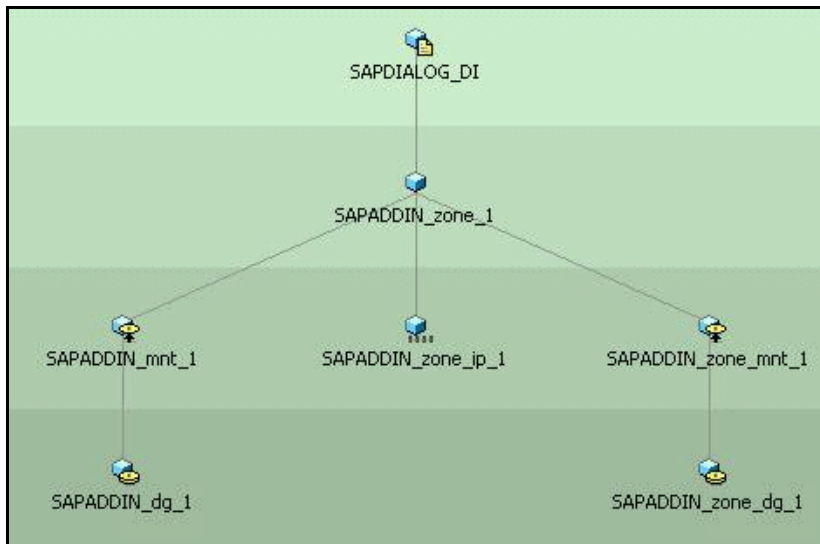 SAPDIALOG_DI
SAPADDIN_zone_1
SAPADDIN_mnt_1
SAPADDIN_zone_ip_1
SAPADDIN_zone_mnt_1
SAPADDIN_dg_1
SAPADDIN_zone_dg_1